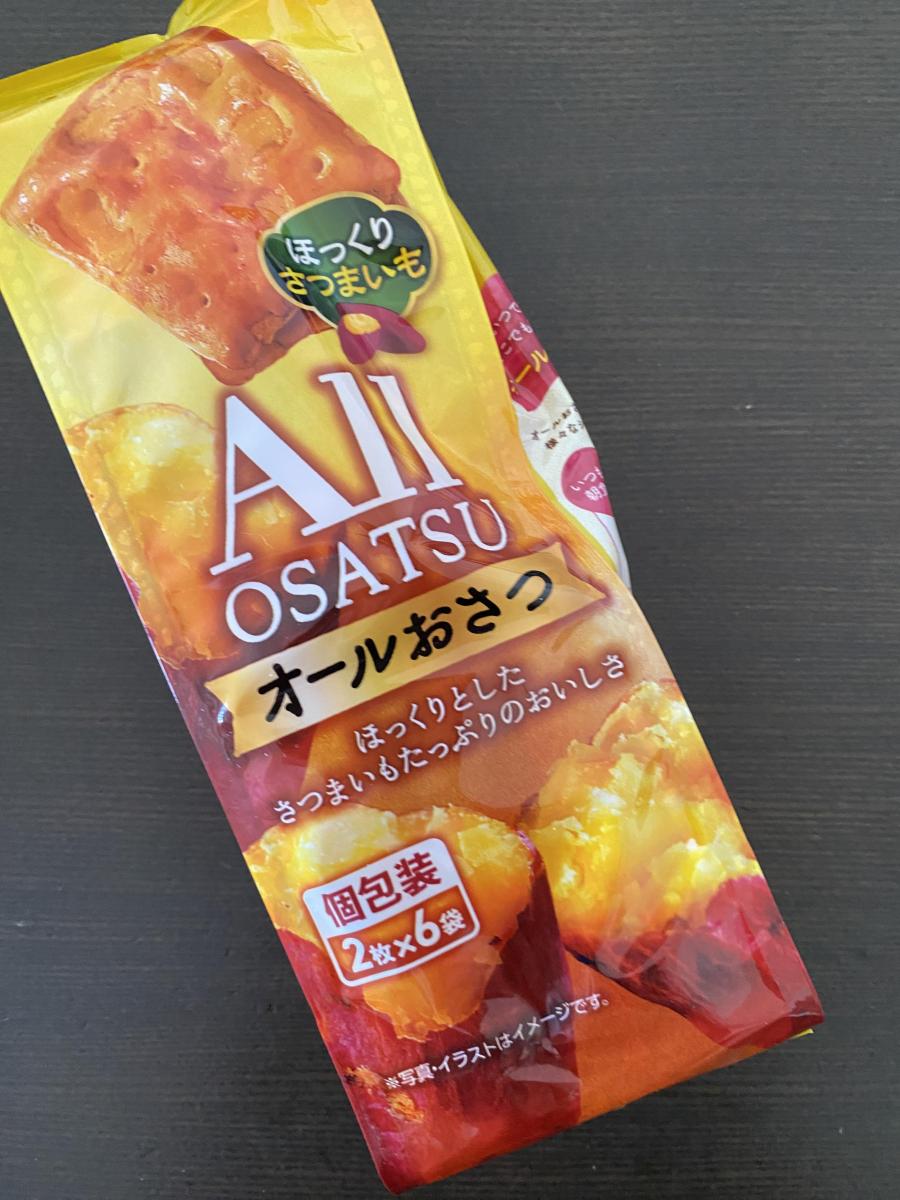 ほっくり
さつまいも
All
OSATSU
オールおさつ
ほっくりとした
さつまいもたっぷりのおいしさ
個包装
2枚×6袋
※写真・イラストはイメージです。